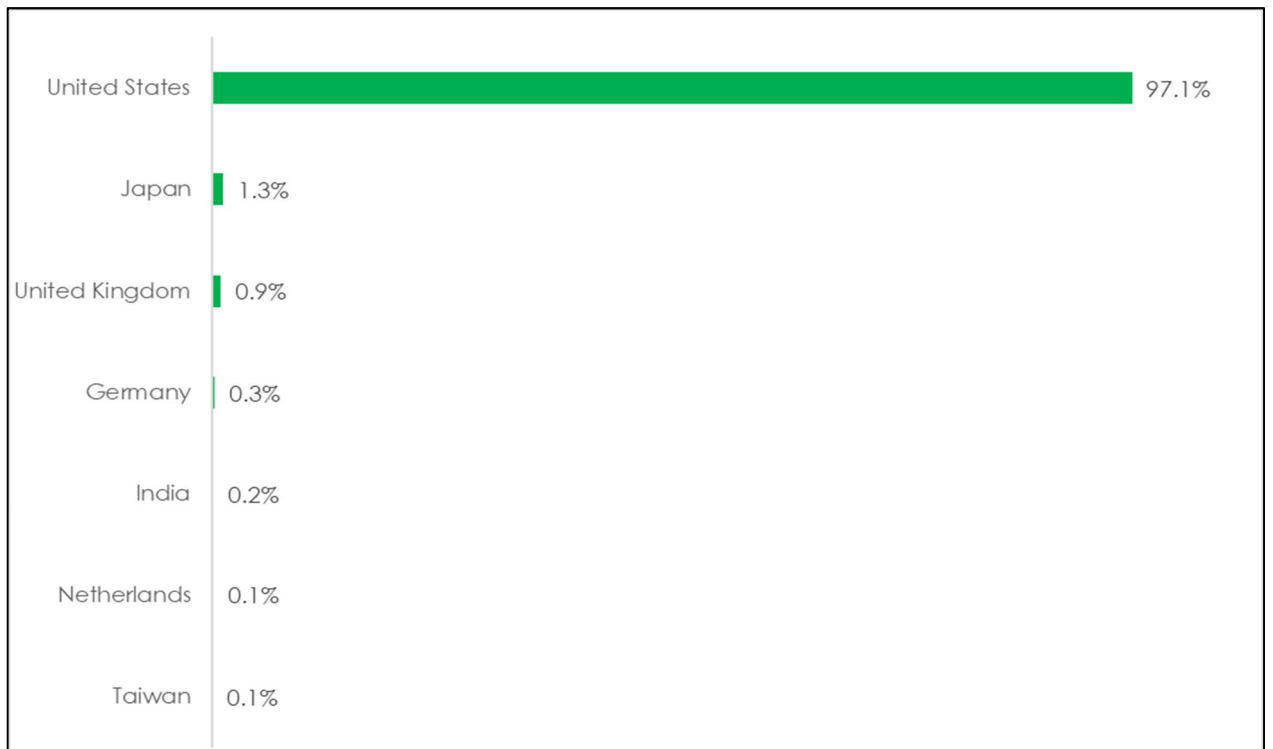 United States 97.1%
Japan 1.3%
United Kingdom 0.9%
Germany 0.3%
India 0.2%
Netherlands 0.1%
Taiwan 0.1%